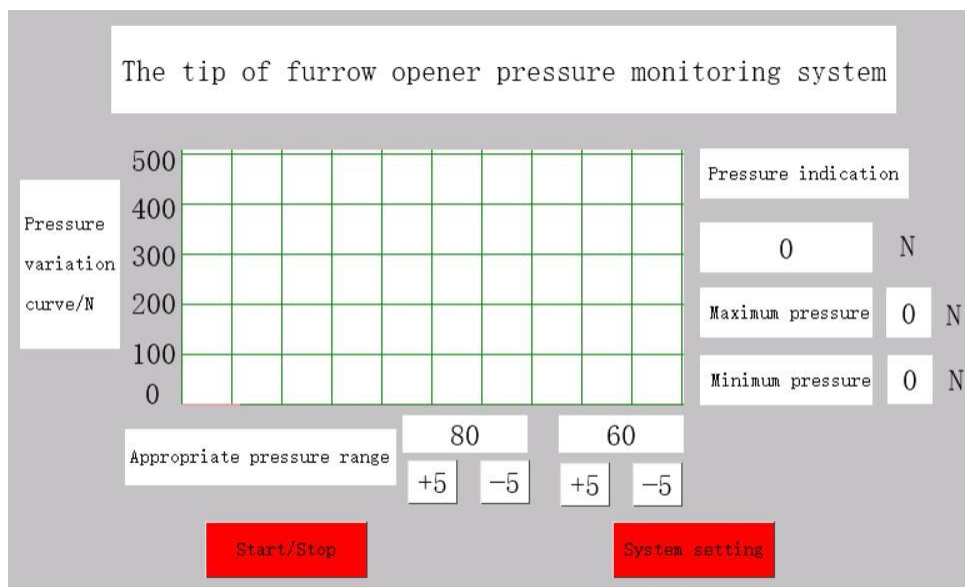 The tip of furrow opener pressure monitoring system
Pressure
variation
curve/N
500
400
300
200
100
0
Pressure indication
0 N
Maximum pressure 0 N
Minimum pressure 0 N
Appropriate pressure range
80 60
+5 -5 +5 -5
Start/Stop System setting